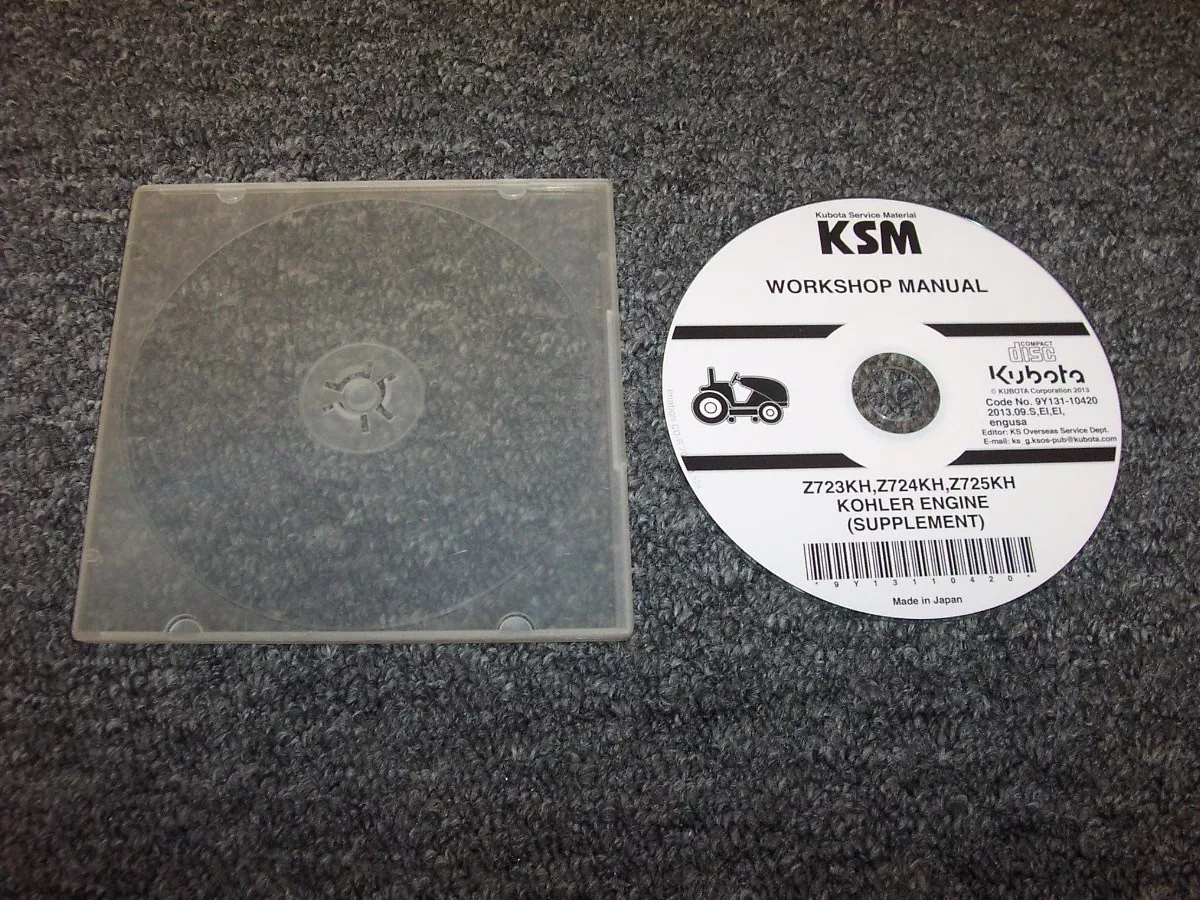 Kubota Service Material
KSM
WORKSHOP MANUAL
COMPACT
disc
Kubota
© KUBOTA Corporation 2013
Code No. 9Y131-10420
2013.09.S,EI,EI,
engusa
Editor: KS Overseas Service Dept.
E-mail: ks_g.ksos-pub@kubota.com
Z723KH,Z724KH,Z725KH
KOHLER ENGINE
(SUPPLEMENT)
*9Y13110420*
Made in Japan